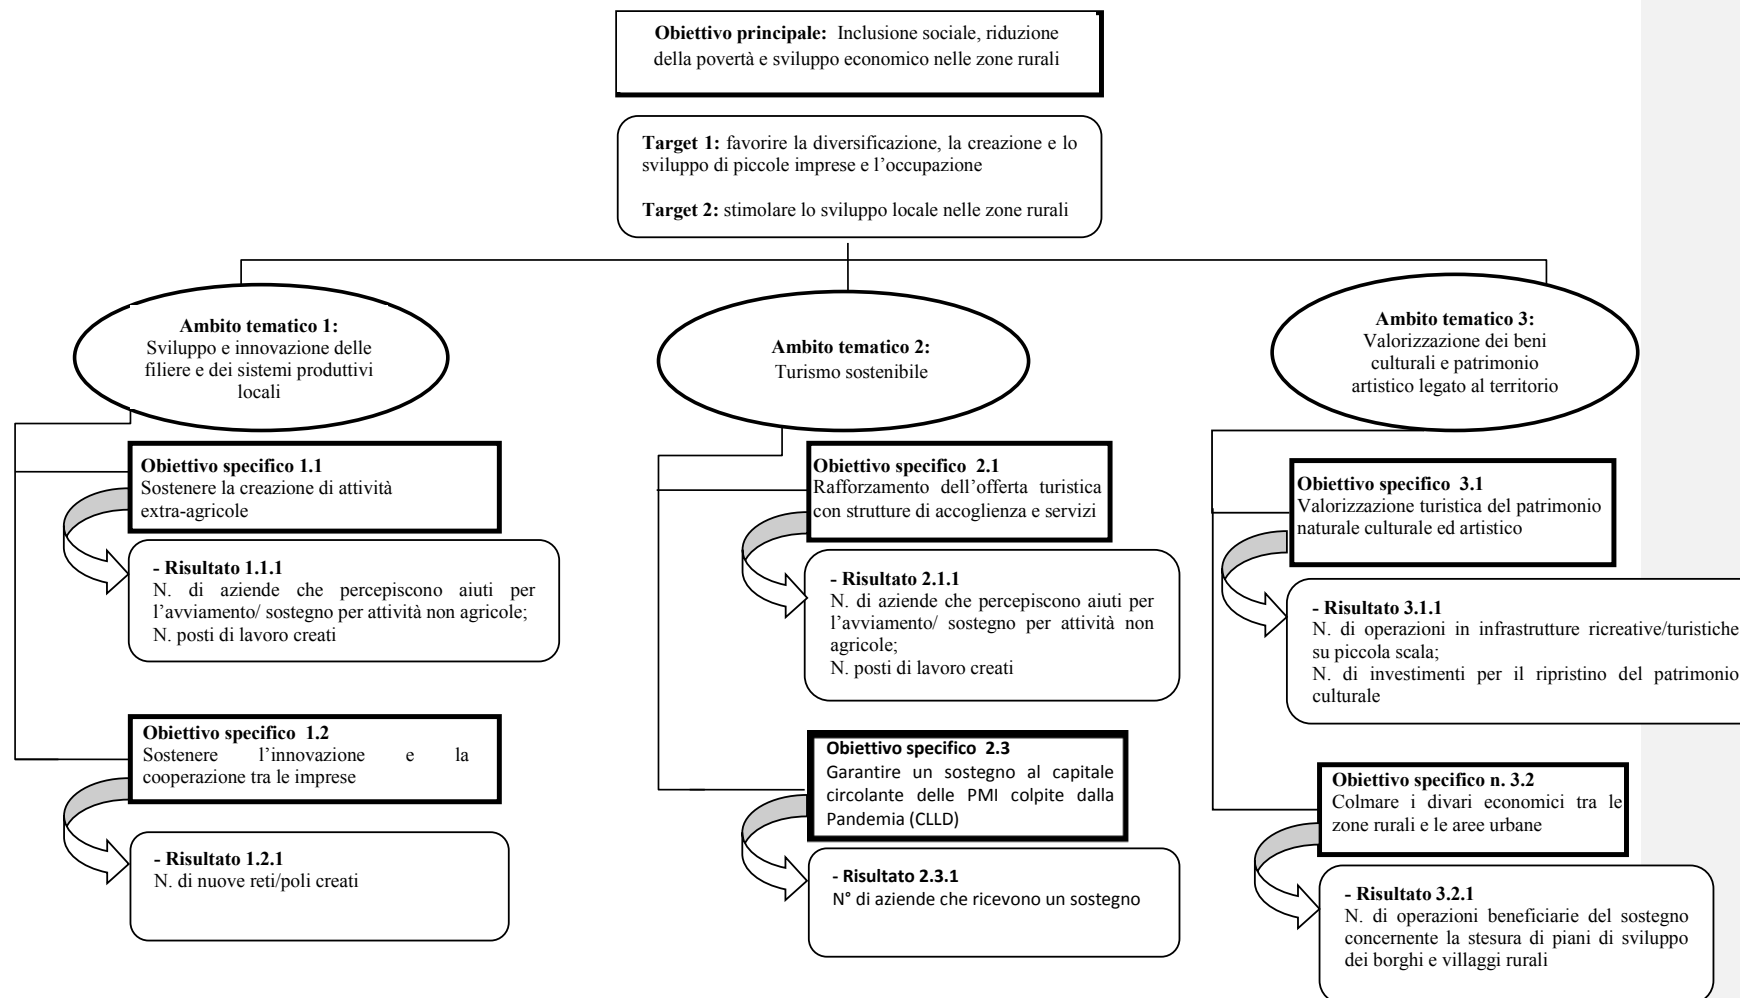 Obiettivo principale: Inclusione sociale, riduzione
della povertà e sviluppo economico nelle zone rurali
Target 1: favorire la diversificazione, la creazione e lo
sviluppo di piccole imprese e l’occupazione
Target 2: stimolare lo sviluppo locale nelle zone rurali
Ambito tematico 1:
Sviluppo e innovazione delle
filiere e dei sistemi produttivi
locali
Obiettivo specifico 1.1
Sostenere la creazione di attività
extra-agricole
- Risultato 1.1.1
N. di aziende che percepiscono aiuti per
l’avviamento/ sostegno per attività non agricole;
N. posti di lavoro creati
Obiettivo specifico 1.2
Sostenere l’innovazione e la
cooperazione tra le imprese
- Risultato 1.2.1
N. di nuove reti/poli creati
Ambito tematico 2:
Turismo sostenibile
Obiettivo specifico 2.1
Rafforzamento dell’offerta turistica
con strutture di accoglienza e servizi
- Risultato 2.1.1
N. di aziende che percepiscono aiuti per
l’avviamento/ sostegno per attività non
agricole;
N. posti di lavoro creati
Obiettivo specifico 2.3
Garantire un sostegno al capitale
circolante delle PMI colpite dalla
Pandemia (CLLD)
- Risultato 2.3.1
N° di aziende che ricevono un sostegno
Ambito tematico 3:
Valorizzazione dei beni
culturali e patrimonio
artistico legato al territorio
Obiettivo specifico 3.1
Valorizzazione turistica del patrimonio
naturale culturale ed artistico
- Risultato 3.1.1
N. di operazioni in infrastrutture ricreative/turistiche
su piccola scala;
N. di investimenti per il ripristino del patrimonio
culturale
Obiettivo specifico n. 3.2
Colmare i divari economici tra le
zone rurali e le aree urbane
- Risultato 3.2.1
N. di operazioni beneficiarie del sostegno
concernente la stesura di piani di sviluppo
dei borghi e villaggi rurali